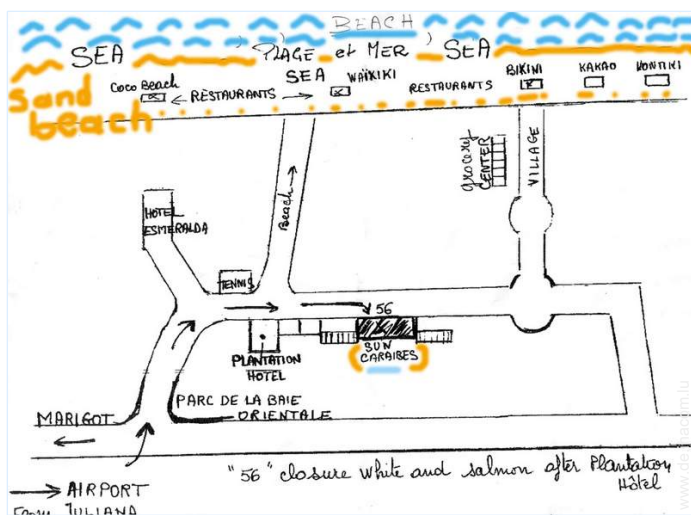 BEACH
SEA PLAGE et MER SEA
SEA
Sand
beach
Coco Beach
RESTAURANTS
WAÏKIKI
RESTAURANTS
BIKINI
KAKAO
KONTIKI
grocery
CENTER
VILLAGE
Beach
HOTEL
ESMERALDA
TENNIS
56
PLANTATION
HOTEL
SUN
CARAIBES
PARC DE LA BAIE
ORIENTALE
MARIGOT
"56" closure white and salmon after Plantation
Hôtel
AIRPORT
From JULIANA